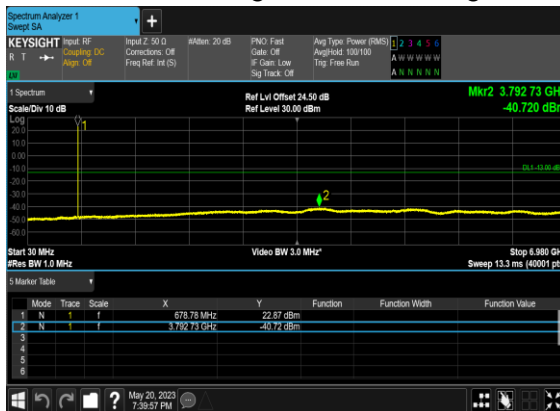 Spectrum Analyzer 1
Swept SA
KEYSIGHT Input: RF Input Z: 50 Ω #Atten: 20 dB PNO: Fast Avg Type: Power (RMS) 1 2 3 4 5 6
R T Coupling: DC Corrections: Off Gate: Off Avg|Hold: 100/100 A W W W W W
Align: Off Freq Ref: Int (S) IF Gain: Low Trig: Free Run
LXI Sig Track: Off A N N N N N
1 Spectrum Ref Lvl Offset 24.50 dB Mkr2 3.792 73 GH
Scale/Div 10 dB Ref Level 30.00 dBm -40.720 dBr
Log
20.0
10.0
0.00
-10.0
DL1 -13.00 dB
-20.0
-30.0
-40.0
-50.0
-60.0
1
2
Start 30 MHz Video BW 3.0 MHz* Stop 6.980 GH
#Res BW 1.0 MHz Sweep 13.3 ms (40001 pt
5 Marker Table
Mode Trace Scale X Y Function Function Width Function Value
1 N 1 f 678.78 MHz 22.87 dBm
2 N 1 f 3.792 73 GHz -40.72 dBm
3
4
5
6
? May 20, 2023
7:39:57 PM